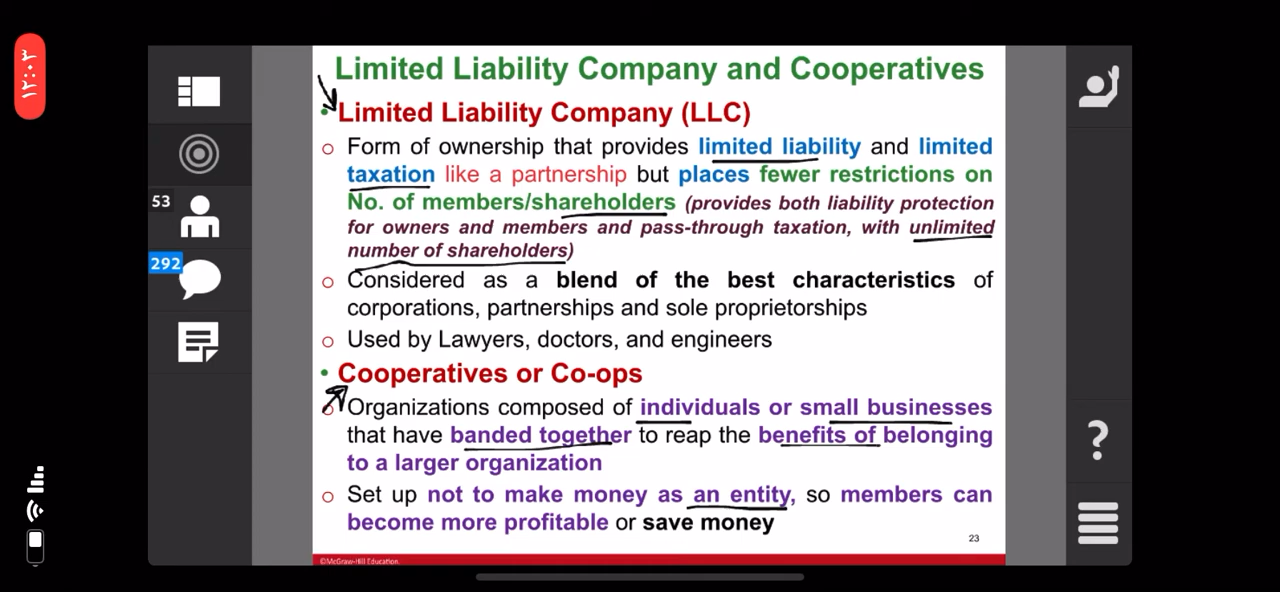 ١٢:٠٣
53
292
Limited Liability Company and Cooperatives
• Limited Liability Company (LLC)
o Form of ownership that provides limited liability and limited
taxation like a partnership but places fewer restrictions on
No. of members/shareholders (provides both liability protection
for owners and members and pass-through taxation, with unlimited
number of shareholders)
o Considered as a blend of the best characteristics of
corporations, partnerships and sole proprietorships
o Used by Lawyers, doctors, and engineers
• Cooperatives or Co-ops
o Organizations composed of individuals or small businesses
that have banded together to reap the benefits of belonging
to a larger organization
o Set up not to make money as an entity, so members can
become more profitable or save money
23
©McGraw-Hill Education.
?